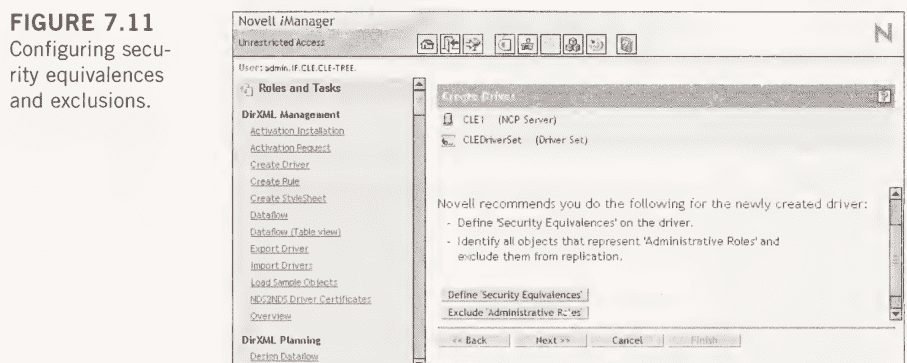 FIGURE 7.11
Configuring secu-
rity equivalences
and exclusions.
Novell iManager
Unrestricted Access
N
User: admin.IF.CLE.CLE-TREE.
Roles and Tasks
DirXML Management
Activation Installation
Activation Request
Create Driver
Create Rule
Create StyleSheet
Dataflow
Dataflow (Table view)
Export Driver
Import Drivers
Load Sample Objects
NDS2NDS Driver Certificates
Overview
DirXML Planning
Design Dataflow
Create Driver
?
CLE1 (NCP Server)
CLEDriverSet (Driver Set)
Novell recommends you do the following for the newly created driver:
- Define 'Security Equivalences' on the driver.
- Identify all objects that represent 'Administrative Roles' and
exclude them from replication.
Define 'Security Equivalences'
Exclude 'Administrative Roles'
<< Back Next >> Cancel Finish